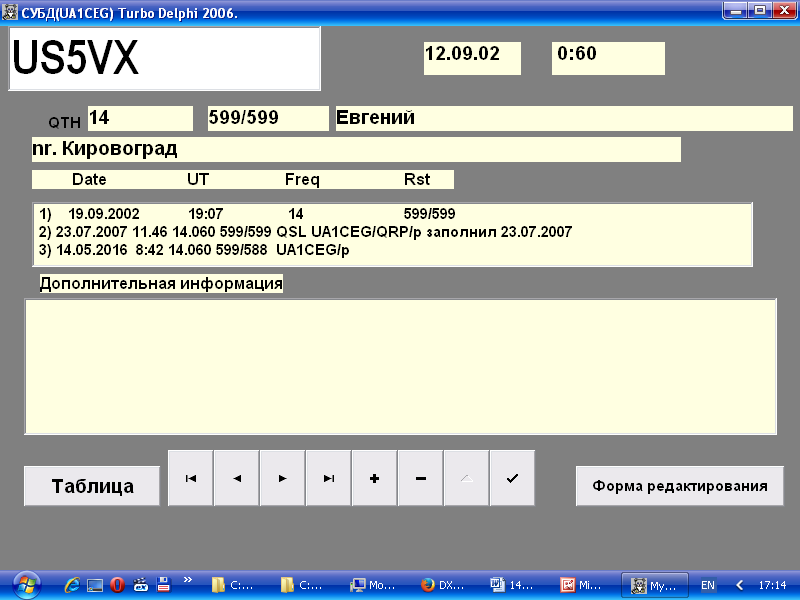 СУБД(UA1CEG) Turbo Delphi 2006.
US5VX
12.09.02 0:60
QTH 14 599/599 Евгений
nr. Кировоград
Date UT Freq Rst
1) 19.09.2002 19:07 14 599/599
2) 23.07.2007 11.46 14.060 599/599 QSL UA1CEG/QRP/p заполнил 23.07.2007
3) 14.05.2016 8:42 14.060 599/588 UA1CEG/p
Дополнительная информация
Таблица
Форма редактирования
C:... C:... Mo... DX... 14... Mi... My... EN 17:14